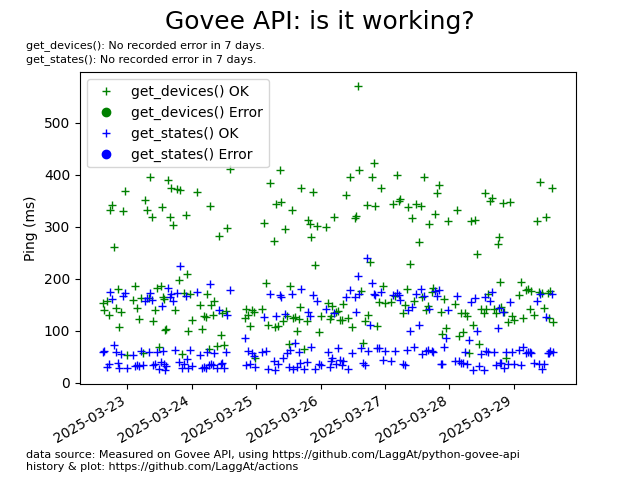 Govee API: is it working?
get_devices(): No recorded error in 7 days.
get_states(): No recorded error in 7 days.
get_devices() OK
get_devices() Error
get_states() OK
get_states() Error
Ping (ms)
500
400
300
200
100
0
2025-03-23
2025-03-24
2025-03-25
2025-03-26
2025-03-27
2025-03-28
2025-03-29
data source: Measured on Govee API, using https://github.com/LaggAt/python-govee-api
history & plot: https://github.com/LaggAt/actions